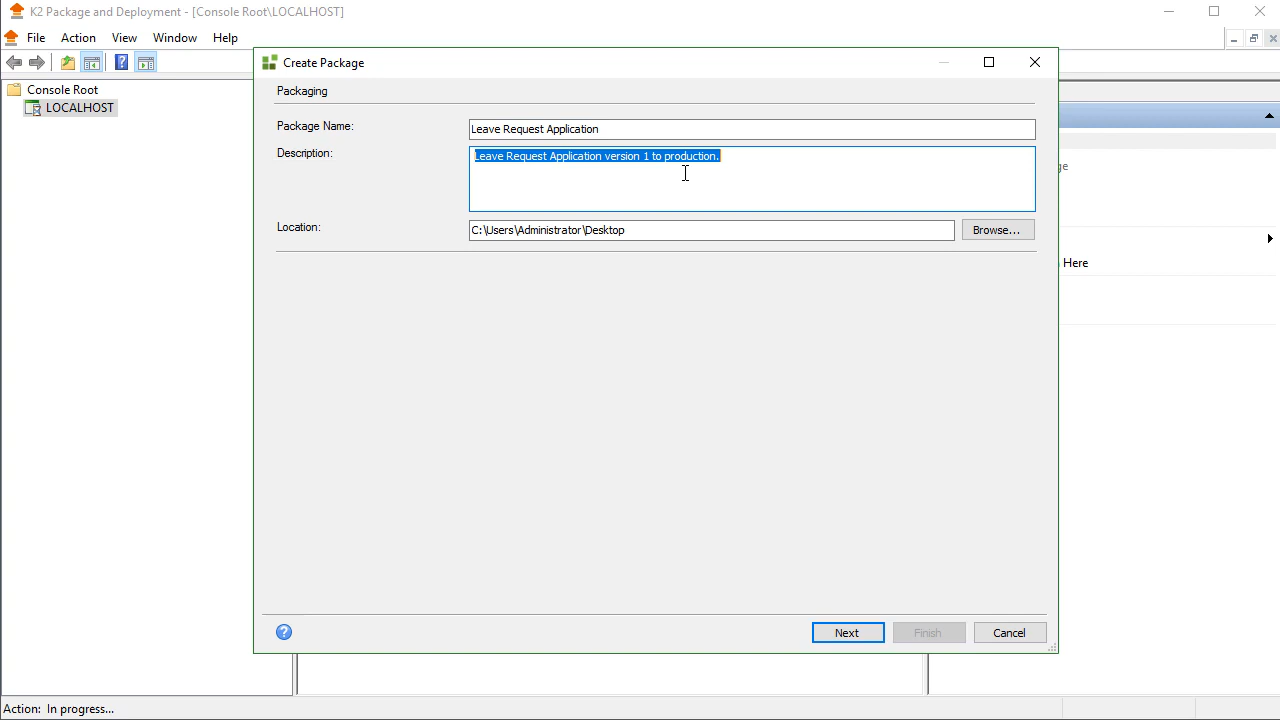 K2 Package and Deployment - [Console Root\LOCALHOST]
File Action View Window Help
Console Root
LOCALHOST
Create Package
Packaging
Package Name:
Leave Request Application
Description:
Leave Request Application version 1 to production.
Location:
C:\Users\Administrator\Desktop
Browse...
ge
Here
Next
Finish
Cancel
Action: In progress...